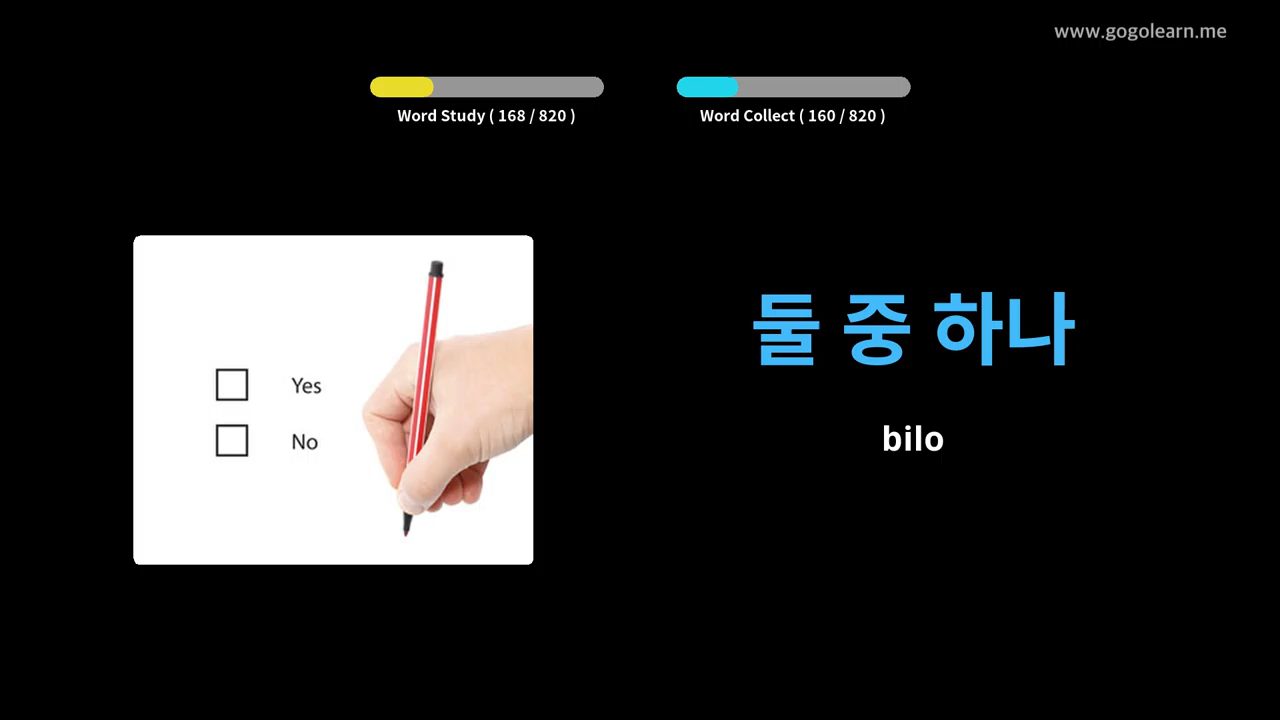 www.gogolearn.me
Word Study ( 168 / 820 )
Word Collect ( 160 / 820 )
둘 중 하나
bilo
Yes
No